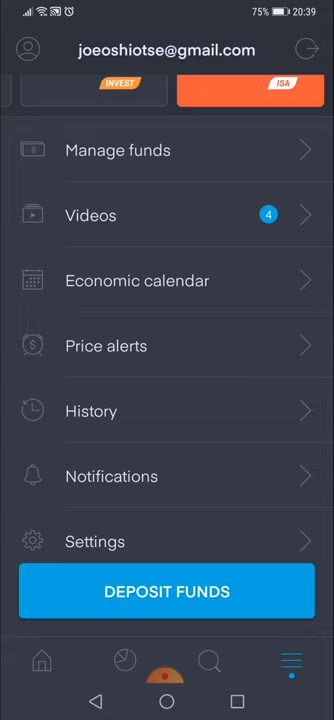 75% 20:39
joeoshiotse@gmail.com
INVEST
ISA
Manage funds
Videos 4
Economic calendar
Price alerts
History
Notifications
Settings
DEPOSIT FUNDS